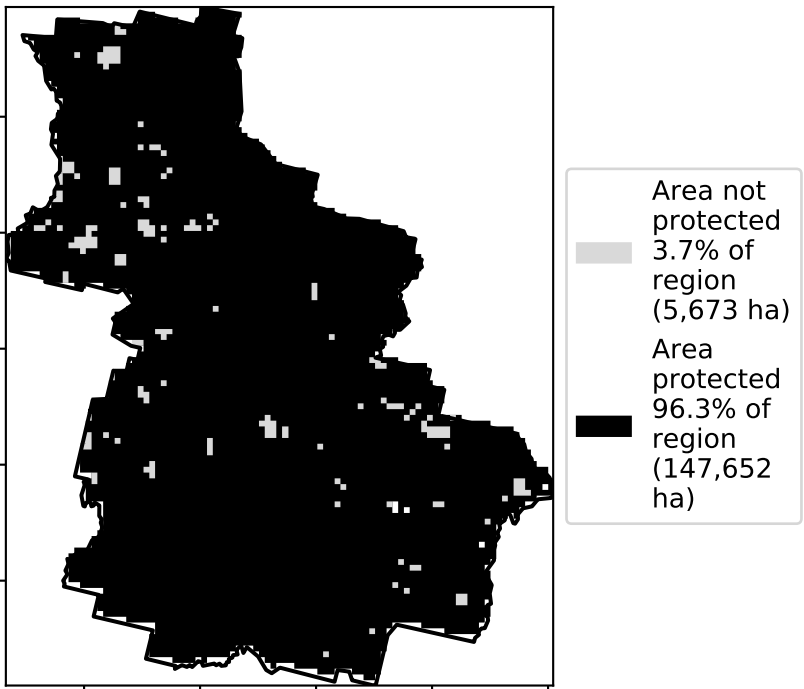 Area not
protected
3.7% of
region
(5,673 ha)
Area
protected
96.3% of
region
(147,652
ha)